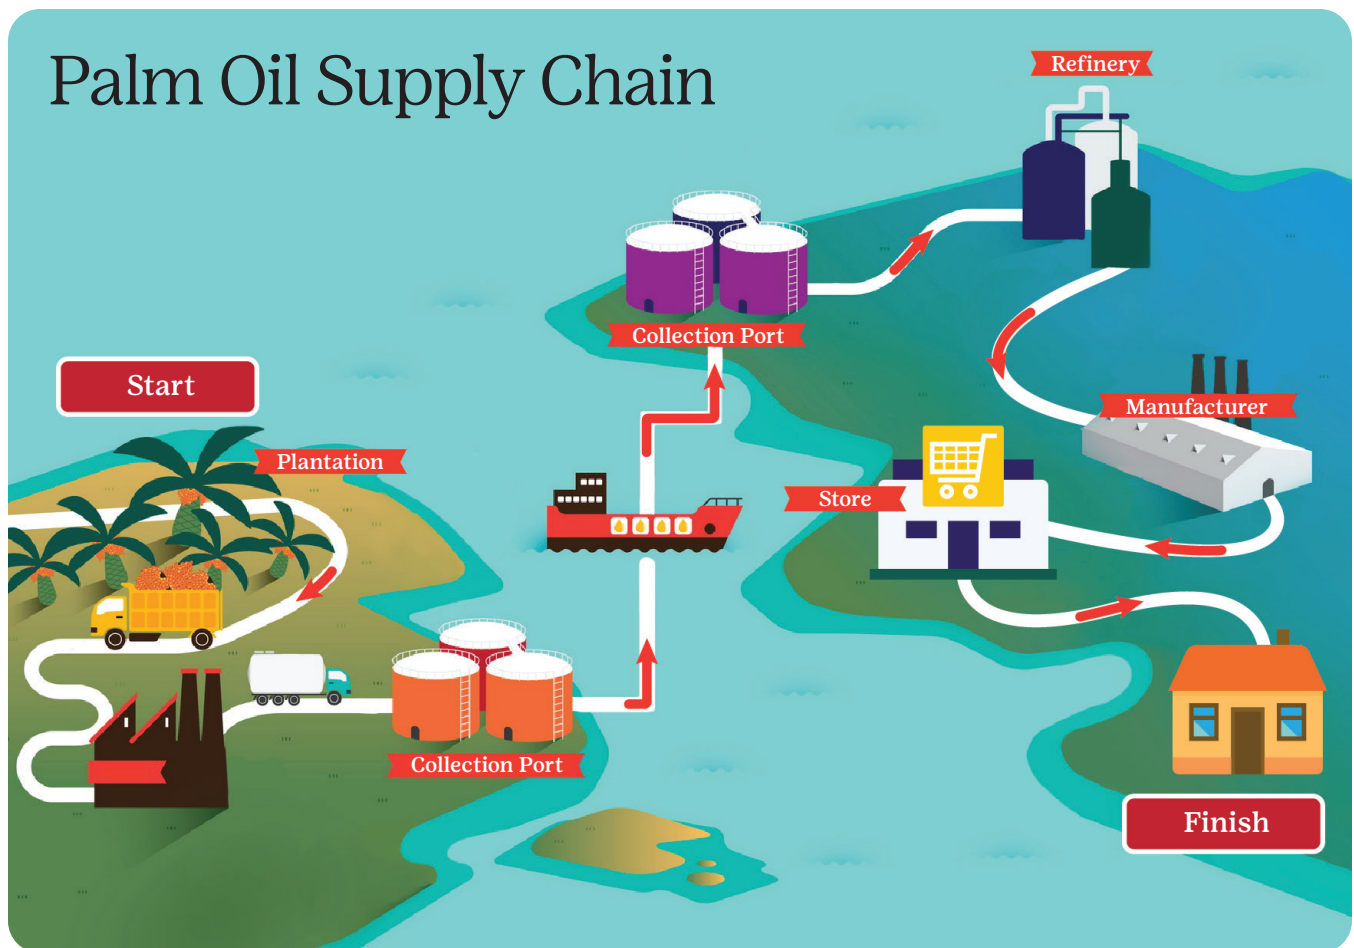 Palm Oil Supply Chain
Start
Plantation
Collection Port
Collection Port
Refinery
Manufacturer
Store
Finish